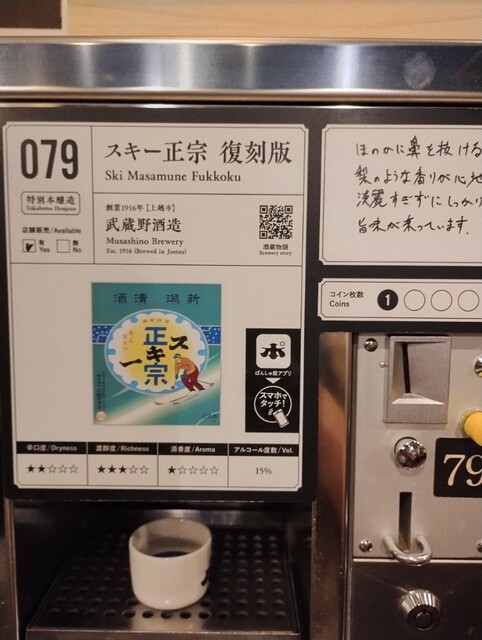 079
スキー正宗 復刻版
Ski Masamune Fukkoku
特別本醸造
Tokubetsu Honjozo
店舗販売/Available
有
Yes
無
No
創業1916年 [上越市]
武蔵野酒造
Musashino Brewery
Est. 1916 (Brewed in Joetsu)
酒蔵物語
Brewery story
新潟 清酒
スキー正宗
ぽ
ぽんしゅ館アプリ
スマホで
タッチ!
辛口度/Dryness
濃醇度/Richness
酒香度/Aroma
アルコール度数/Vol.
★★☆☆☆
★★★☆☆
★☆☆☆☆
15%
ほのかに鼻を抜ける
梨のような香りが心地
淡麗すぎずにしっかり
旨味が乗っています.
コイン枚数
Coins
1
79